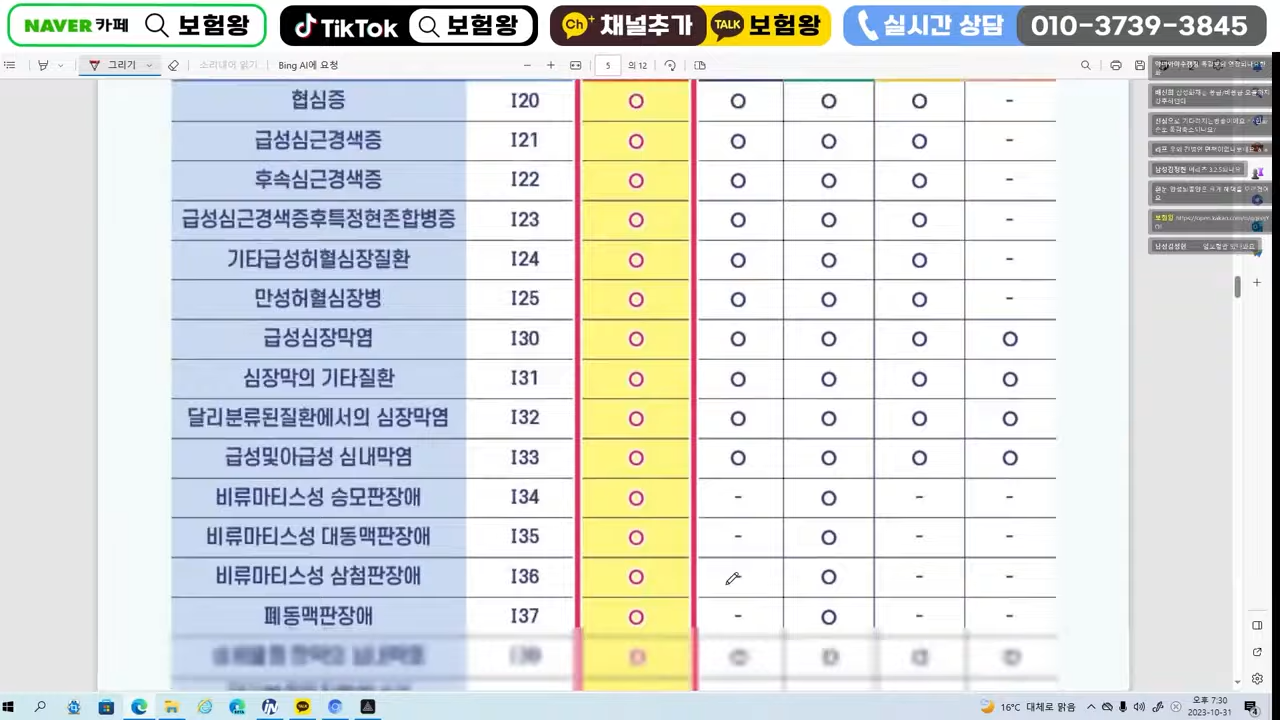 NAVER 카페 보험왕 TikTok 보험왕 Ch+ 채널추가 TALK 보험왕 실시간 상담 010-3739-3845
그리기 소리내어 읽기 Bing AI에 요청 - + 5 의 12
협심증 I20 O O O O -
급성심근경색증 I21 O O O O -
후속심근경색증 I22 O O O O -
급성심근경색증후특정현존합병증 I23 O O O O -
기타급성허혈심장질환 I24 O O O O -
만성허혈심장병 I25 O O O O -
급성심장막염 I30 O O O O O
심장막의 기타질환 I31 O O O O O
달리분류된질환에서의 심장막염 I32 O O O O O
급성및아급성 심내막염 I33 O O O O O
비류마티스성 승모판장애 I34 O - O - -
비류마티스성 대동맥판장애 I35 O - O - -
비류마티스성 삼첨판장애 I36 O O - -
폐동맥판장애 I37 O - O - -
16°C 대체로 맑음 오후 7:30
2023-10-31